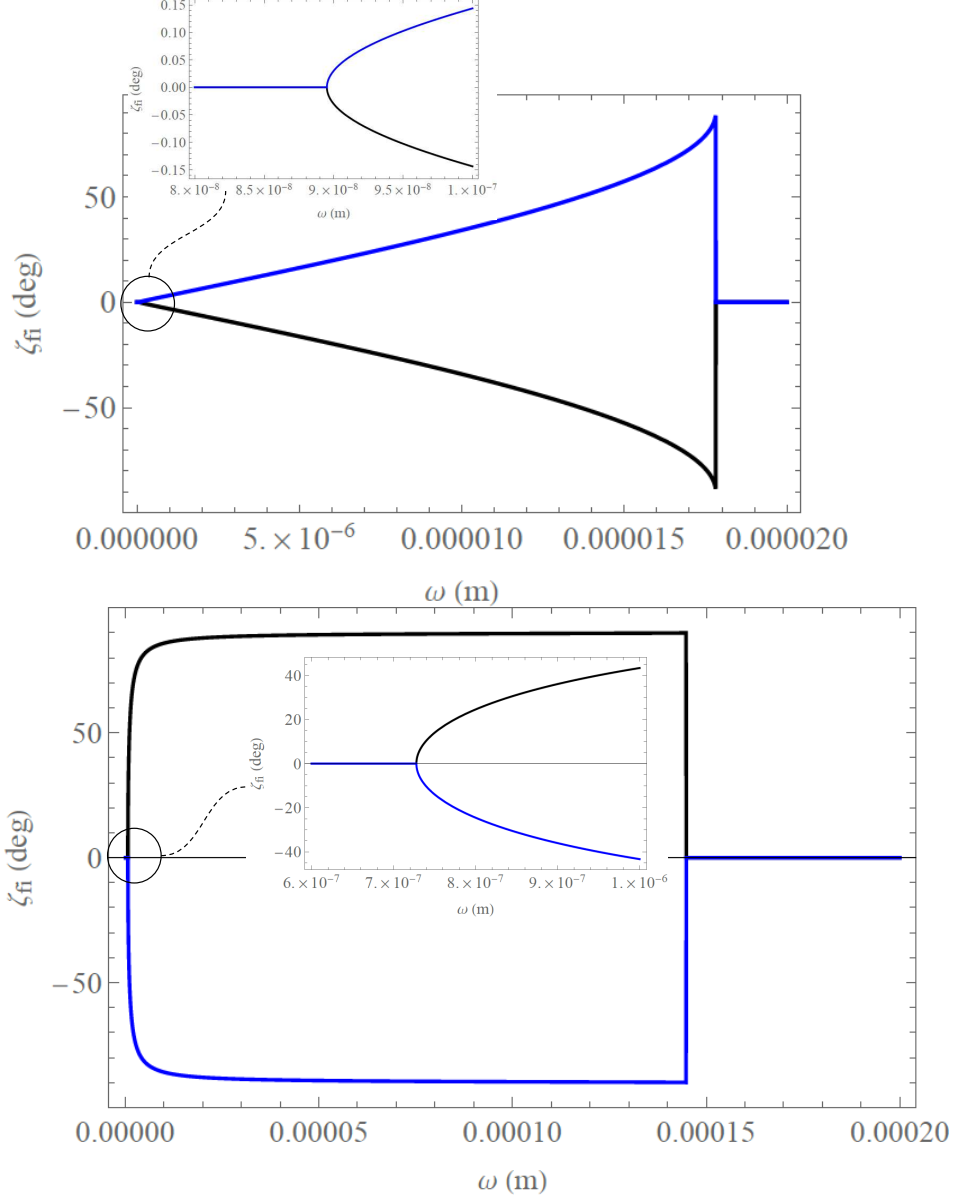 0.15
0.10
0.05
0.00
−0.05
−0.10
−0.15
ζfi (deg)
8.×10⁻⁸ 8.5×10⁻⁸ 9.×10⁻⁸ 9.5×10⁻⁸ 1.×10⁻⁷
ω (m)
50
0
−50
ζfi (deg)
0.000000 5.×10⁻⁶ 0.000010 0.000015 0.000020
ω (m)
40
20
0
−20
−40
ζfi (deg)
6.×10⁻⁷ 7.×10⁻⁷ 8.×10⁻⁷ 9.×10⁻⁷ 1.×10⁻⁶
ω (m)
50
0
−50
ζfi (deg)
0.00000 0.00005 0.00010 0.00015 0.00020
ω (m)